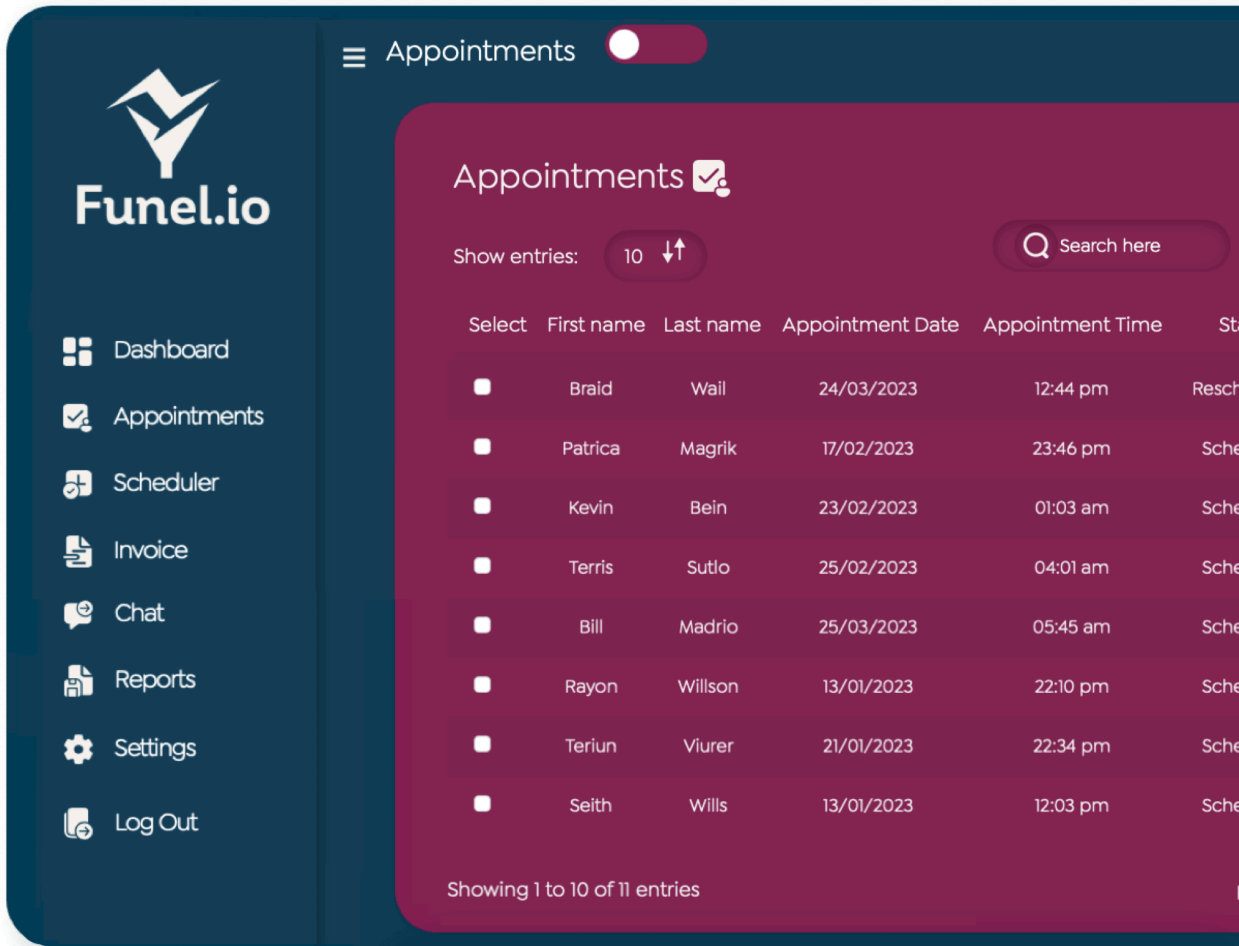 Funel.io
Dashboard
Appointments
Scheduler
Invoice
Chat
Reports
Settings
Log Out
Appointments
Appointments
Show entries: 10
Search here
Select First name Last name Appointment Date Appointment Time
Braid Wail 24/03/2023 12:44 pm
Patrica Magrik 17/02/2023 23:46 pm
Kevin Bein 23/02/2023 01:03 am
Terris Sutlo 25/02/2023 04:01 am
Bill Madrio 25/03/2023 05:45 am
Rayon Willson 13/01/2023 22:10 pm
Teriun Viurer 21/01/2023 22:34 pm
Seith Wills 13/01/2023 12:03 pm
Showing 1 to 10 of 11 entries